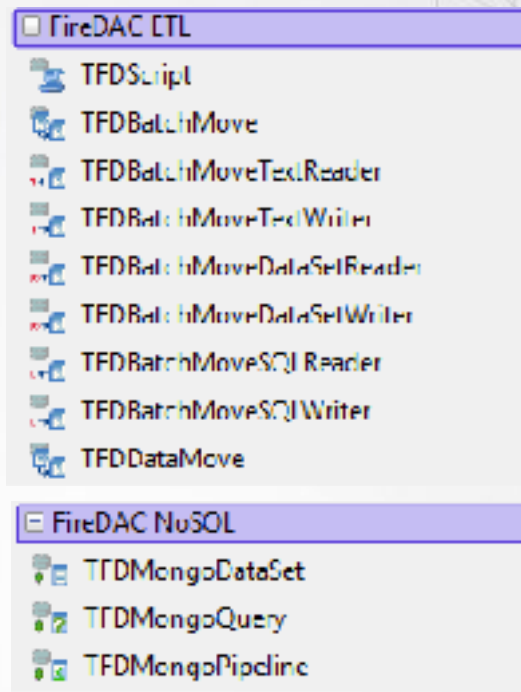 FireDAC ETL
TFDScript
TFDBatchMove
TFDBatchMoveTextReader
TFDBatchMoveTextWriter
TFDBatchMoveDataSetReader
TFDBatchMoveDataSetWriter
TFDBatchMoveSQLReader
TFDBatchMoveSQLWriter
TFDDataMove
FireDAC NoSQL
TFDMongoDataSet
TFDMongoQuery
TFDMongoPipeline